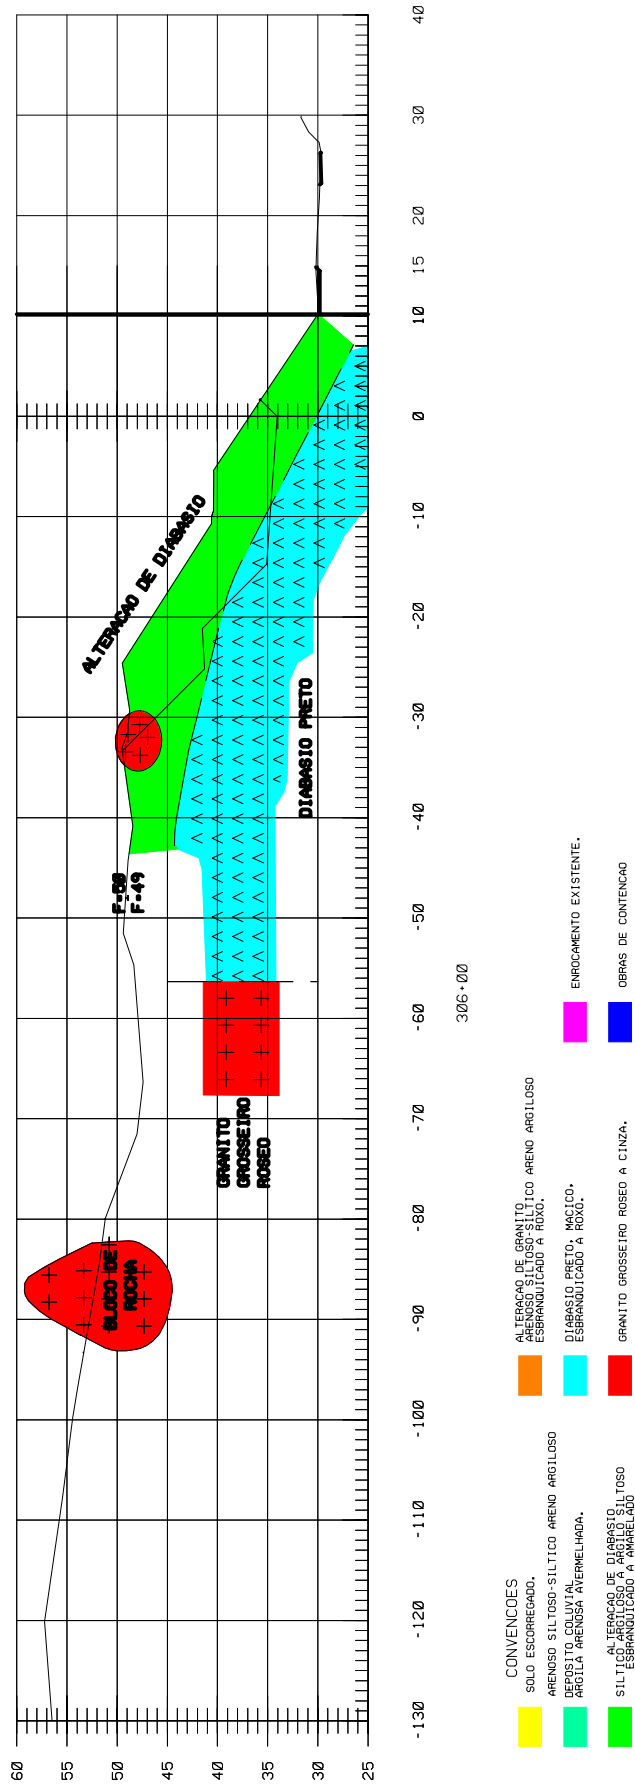 60
55
50
45
40
35
30
25
-130
-120
-110
-100
-90
-80
-70
-60
-50
-40
-30
-20
-10
0
10
15
20
30
40
BLOCO DE
ROCHA
GRANITO
GROSSEIRO
ROSEO
F-50
F-49
ALTERACAO DE DIABASIO
DIABASIO PRETO
306+00
CONVENCOES
SOLO ESCORREGADO.
ARENOSO SILTOSO-SILTICO ARENO ARGILOSO
DEPOSITO COLUVIAL
ARGILA ARENOSA AVERMELHADA.
ALTERACAO DE DIABASIO
SILTICO ARGILOSO A ARGILO SILTOSO
ESBRANQUICADO A AMARELADO
ALTERACAO DE GRANITO
ARENOSO SILTOSO-SILTICO ARENO ARGILOSO
ESBRANQUICADO A ROXO.
DIABASIO PRETO, MACICO.
ESBRANQUICADO A ROXO.
GRANITO GROSSEIRO ROSEO A CINZA.
ENROCAMENTO EXISTENTE.
OBRAS DE CONTENCAO